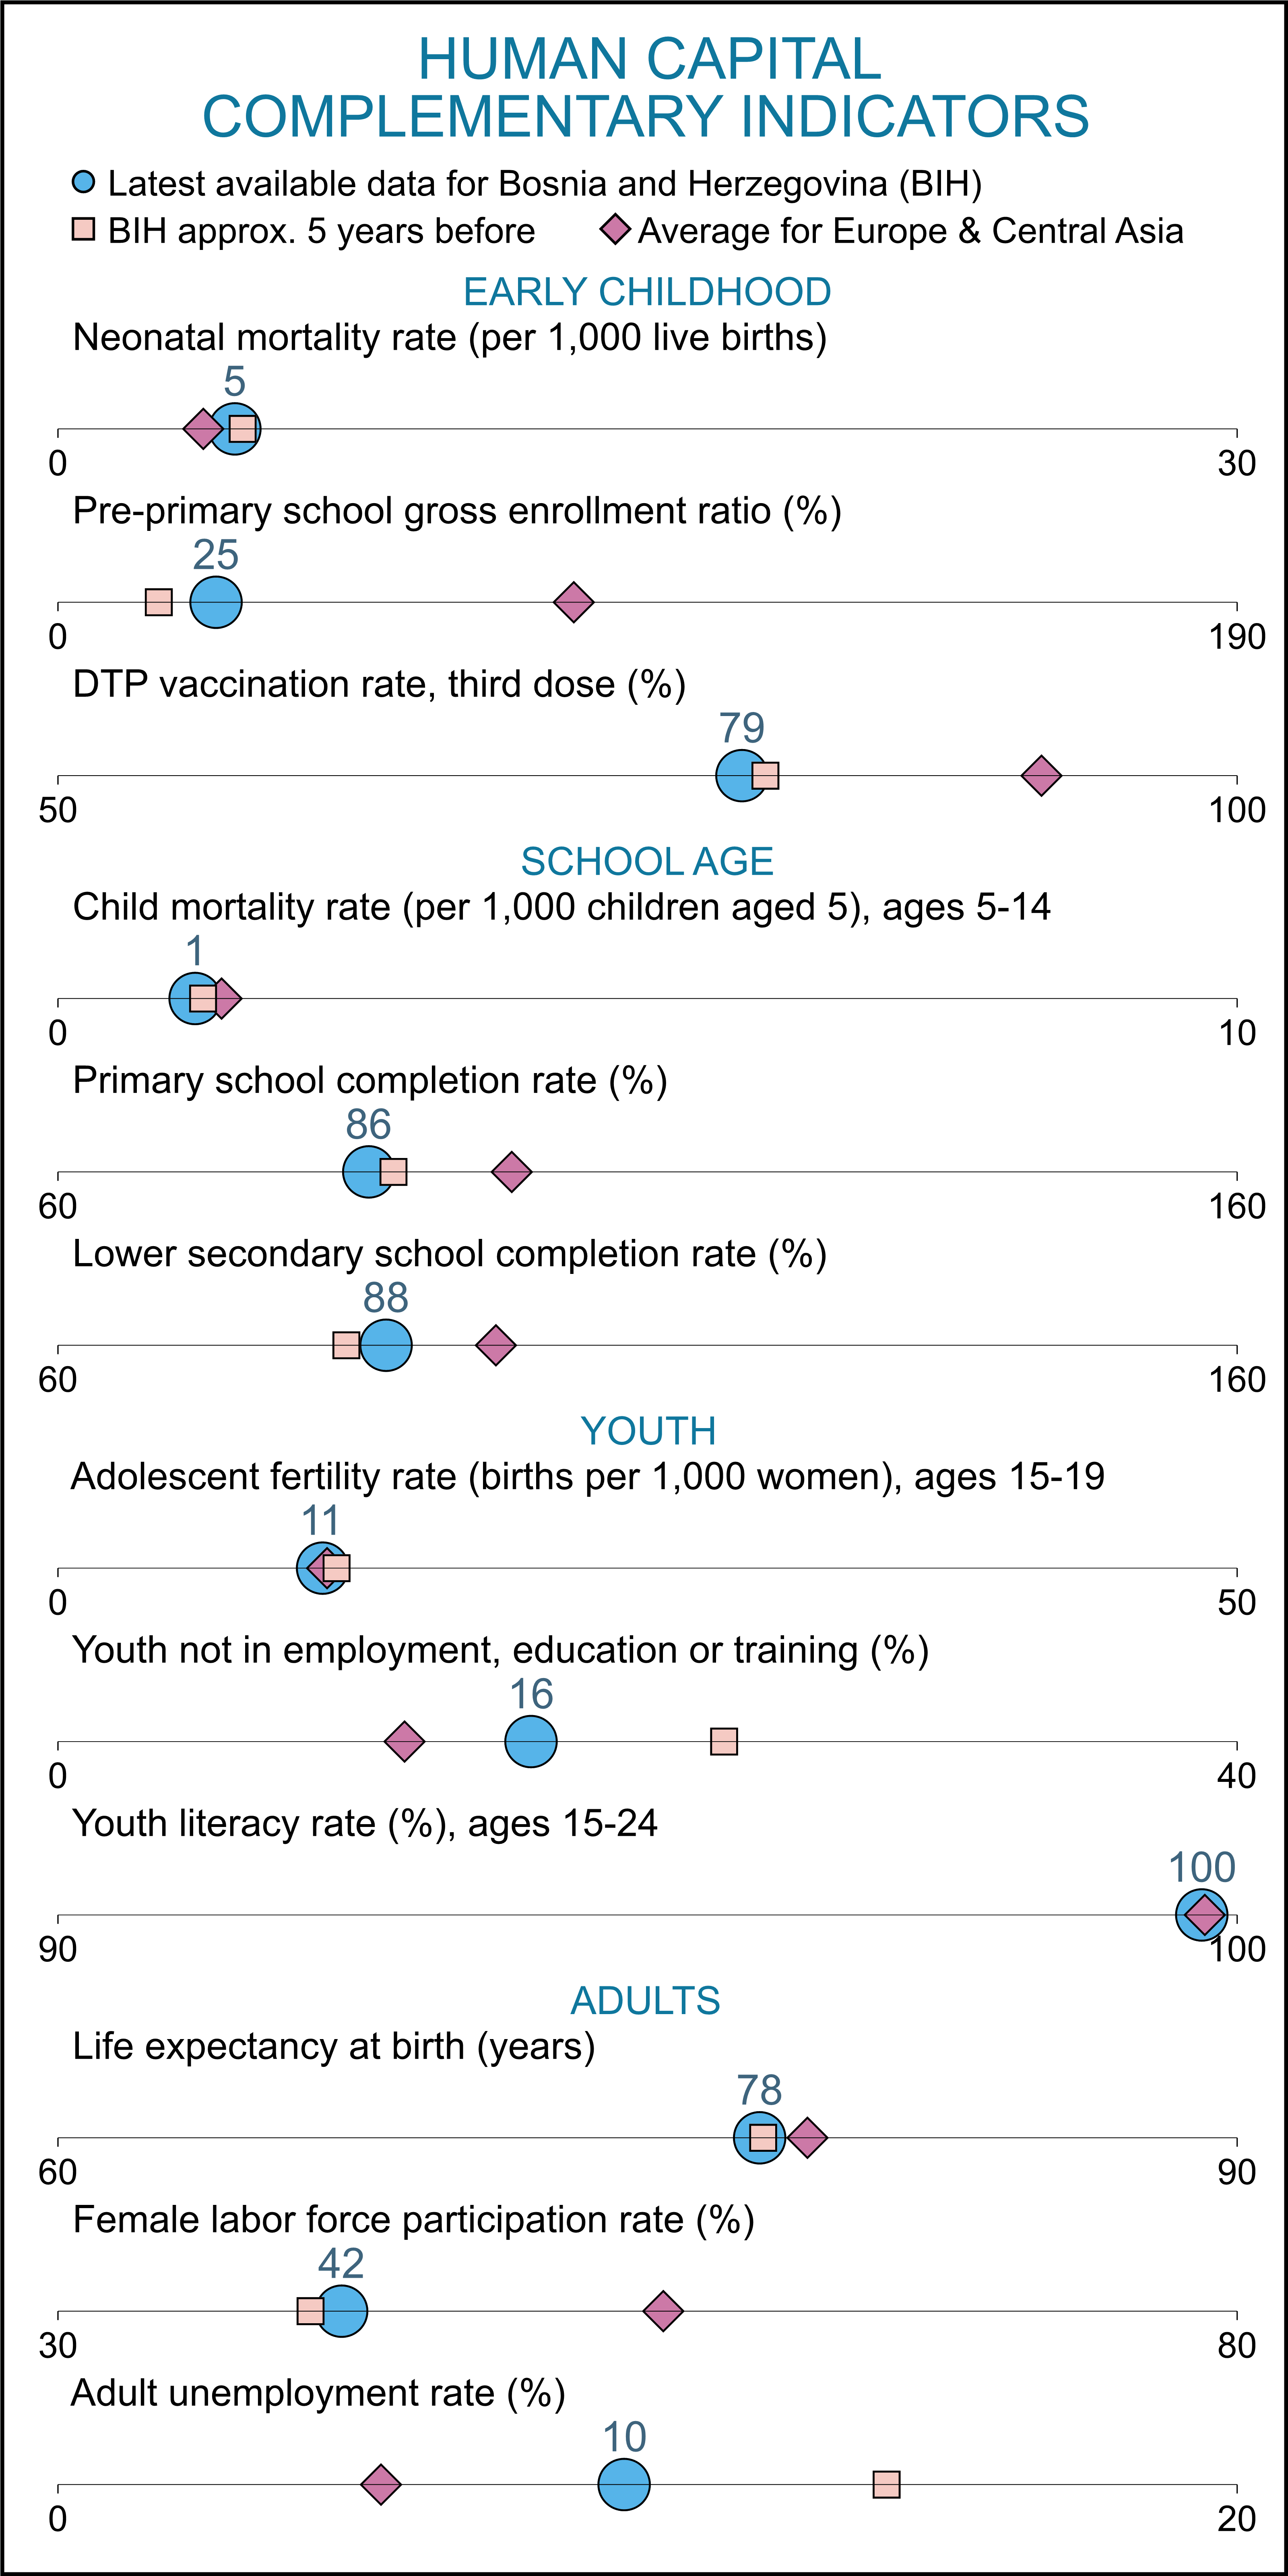 HUMAN CAPITAL
COMPLEMENTARY INDICATORS
Latest available data for Bosnia and Herzegovina (BIH)
BIH approx. 5 years before Average for Europe & Central Asia
EARLY CHILDHOOD
Neonatal mortality rate (per 1,000 live births)
5
0 30
Pre-primary school gross enrollment ratio (%)
25
0 190
DTP vaccination rate, third dose (%)
79
50 100
SCHOOL AGE
Child mortality rate (per 1,000 children aged 5), ages 5-14
1
0 10
Primary school completion rate (%)
86
60 160
Lower secondary school completion rate (%)
88
60 160
YOUTH
Adolescent fertility rate (births per 1,000 women), ages 15-19
11
0 50
Youth not in employment, education or training (%)
16
0 40
Youth literacy rate (%), ages 15-24
100
90 100
ADULTS
Life expectancy at birth (years)
78
60 90
Female labor force participation rate (%)
42
30 80
Adult unemployment rate (%)
10
0 20